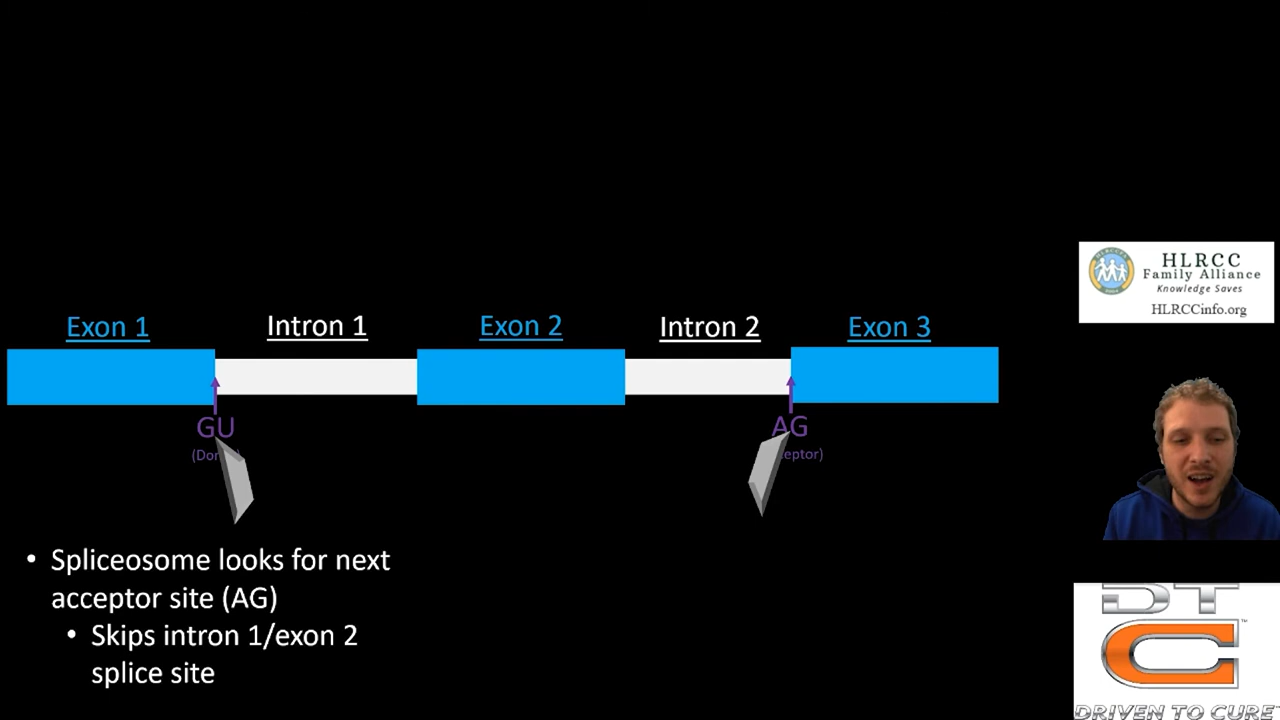 HLRCC
Family Alliance
Knowledge Saves
HLRCCinfo.org
Exon 1
Intron 1
Exon 2
Intron 2
Exon 3
GU
AG
• Spliceosome looks for next
acceptor site (AG)
• Skips intron 1/exon 2
splice site
DTC
DRIVEN TO CURE